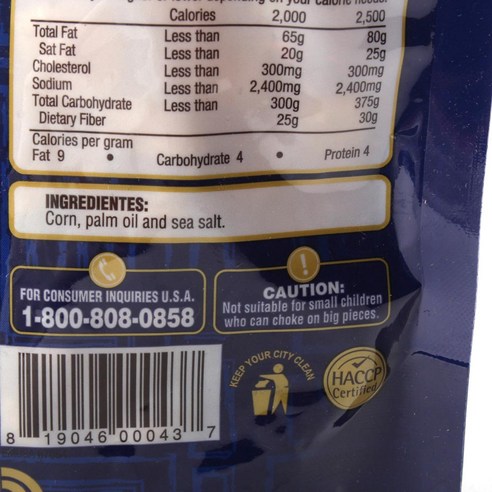 Calories 2,000 2,500
Total Fat Less than 65g 80g
Sat Fat Less than 20g 25g
Cholesterol Less than 300mg 300mg
Sodium Less than 2,400mg 2,400mg
Total Carbohydrate 300g 375g
Dietary Fiber 25g 30g
Calories per gram
Fat 9 • Carbohydrate 4 • Protein 4
INGREDIENTES:
Corn, palm oil and sea salt.
FOR CONSUMER INQUIRIES U.S.A.
1-800-808-0858
CAUTION:
Not suitable for small children
who can choke on big pieces.
KEEP YOUR CITY CLEAN
HACCP
Certified
8 19046 00043 7